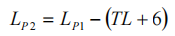 L_{P2} = L_{P1} − (TL + 6)